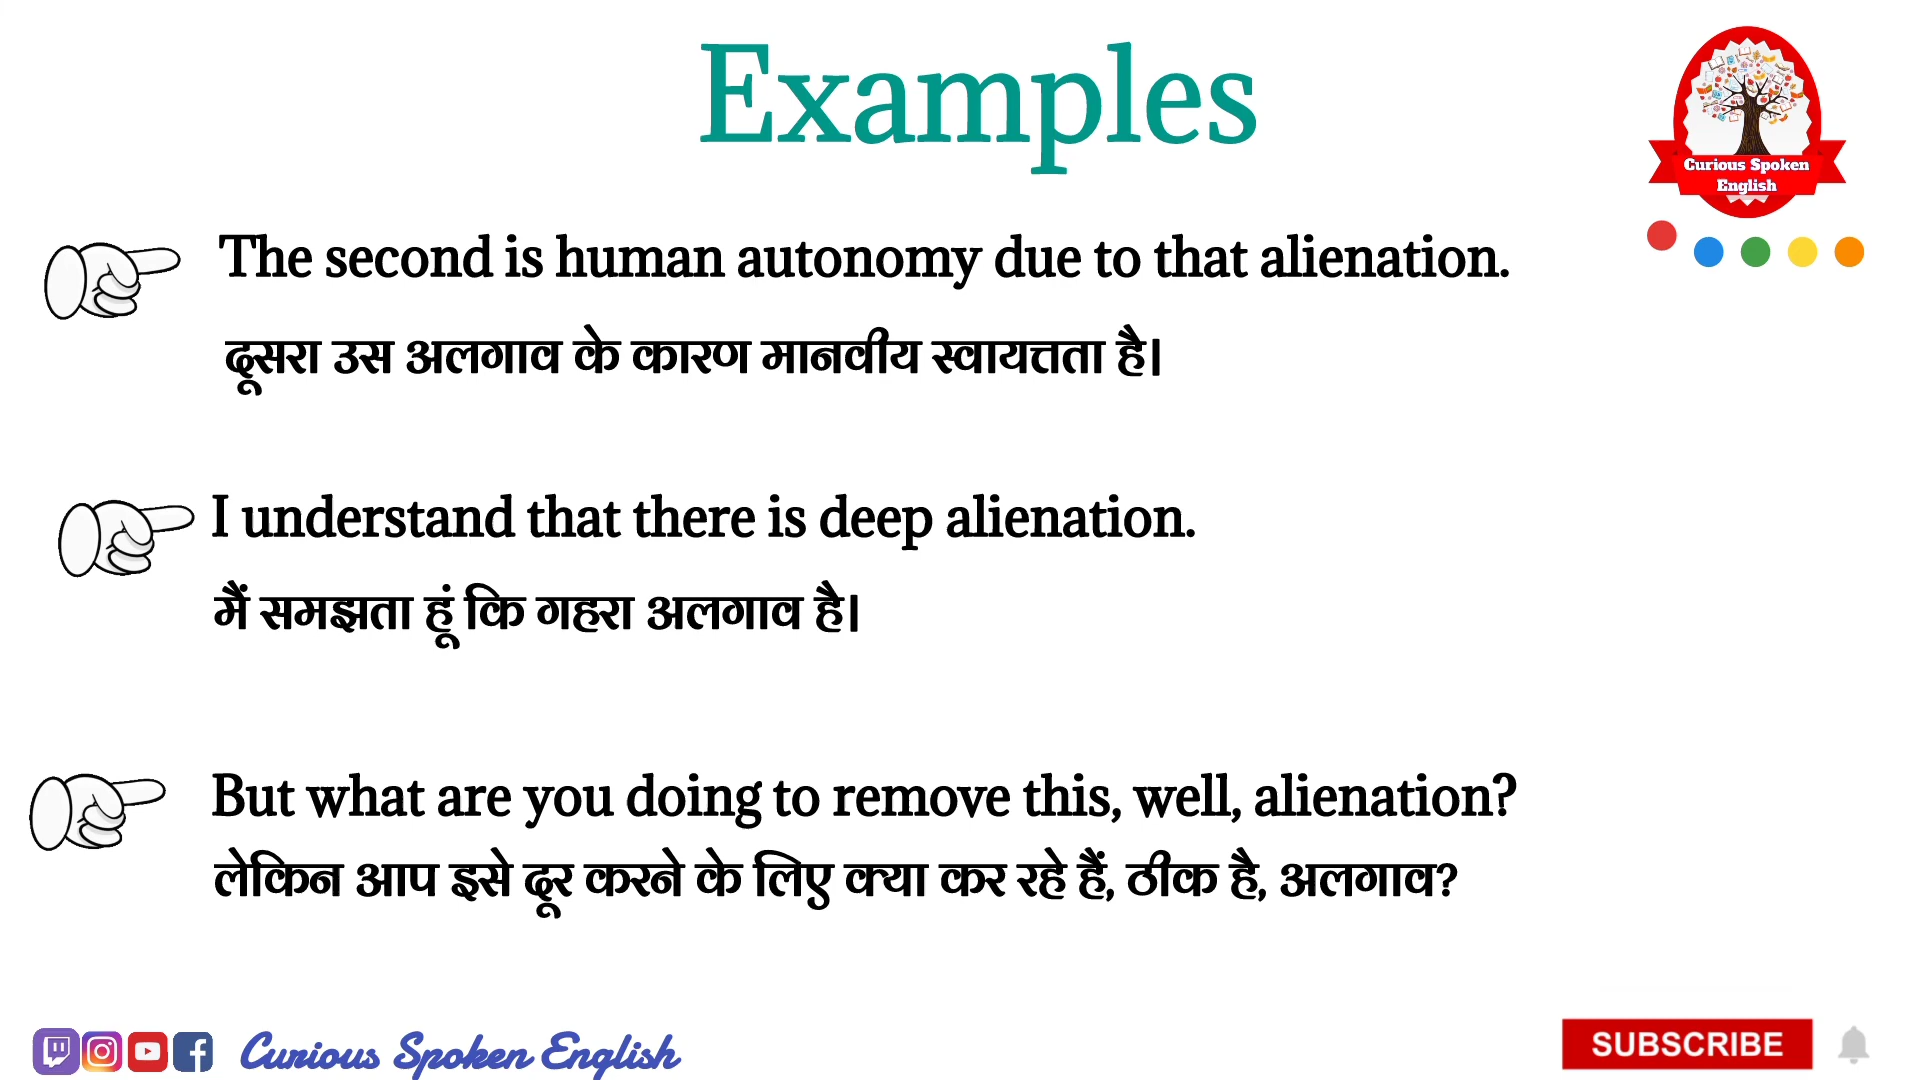 Examples
Curious Spoken
English
The second is human autonomy due to that alienation.
दूसरा उस अलगाव के कारण मानवीय स्वायत्तता है।
I understand that there is deep alienation.
मैं समझता हूं कि गहरा अलगाव है।
But what are you doing to remove this, well, alienation?
लेकिन आप इसे दूर करने के लिए क्या कर रहे हैं, ठीक है, अलगाव?
Curious Spoken English
SUBSCRIBE